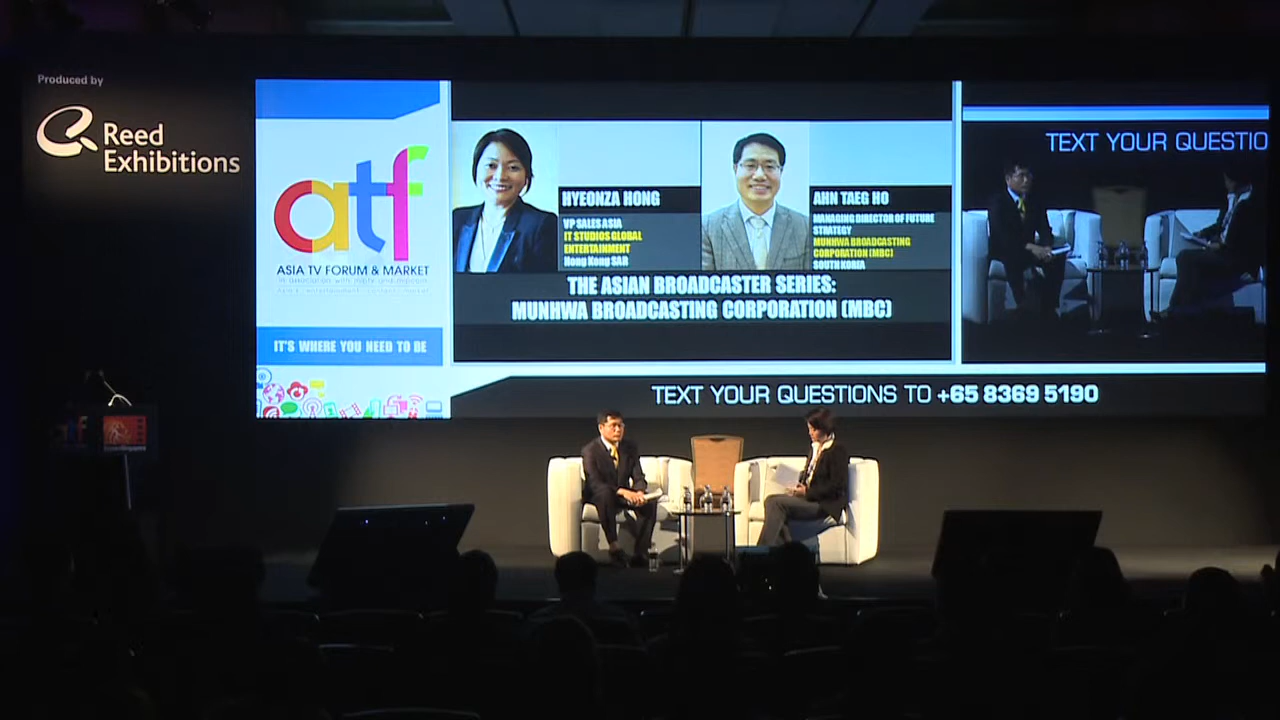 Produced by
Reed
Exhibitions
atf
ASIA TV FORUM & MARKET
IT'S WHERE YOU NEED TO BE
HYEONZA HONG
VP SALES ASIA
IT STUDIOS GLOBAL
ENTERTAINMENT
Hong Kong SAR
AHN TAEG HO
MANAGING DIRECTOR OF FUTURE
STRATEGY
MUNHWA BROADCASTING
CORPORATION (MBC)
SOUTH KOREA
THE ASIAN BROADCASTER SERIES:
MUNHWA BROADCASTING CORPORATION (MBC)
TEXT YOUR QUESTIO
TEXT YOUR QUESTIONS TO +65 8369 5190
atf